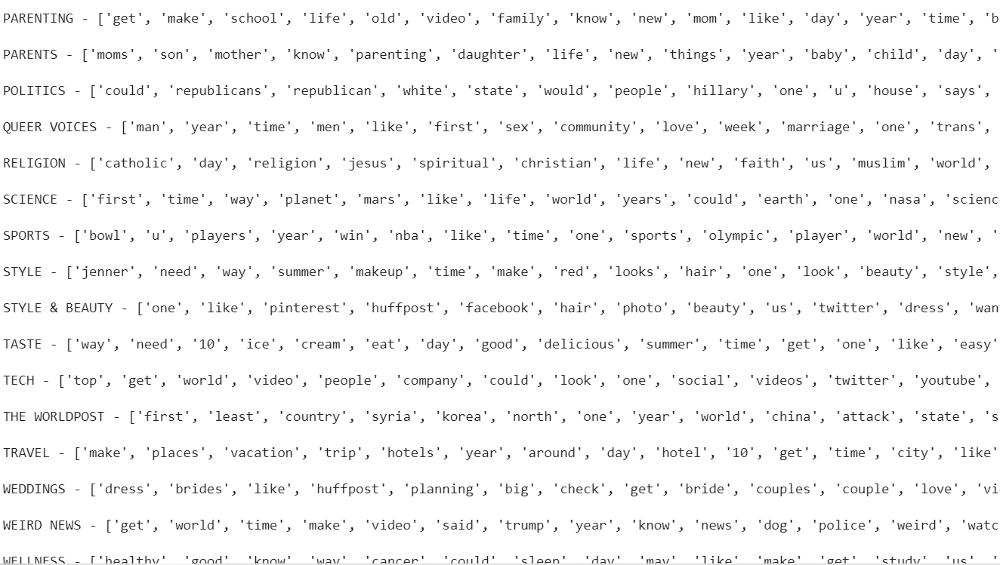 PARENTING - ['get', 'make', 'school', 'life', 'old', 'video', 'family', 'know', 'new', 'mom', 'like', 'day', 'year', 'time', 'b
PARENTS - ['moms', 'son', 'mother', 'know', 'parenting', 'daughter', 'life', 'new', 'things', 'year', 'baby', 'child', 'day', '
POLITICS - ['could', 'republicans', 'republican', 'white', 'state', 'would', 'people', 'hillary', 'one', 'u', 'house', 'says',
QUEER VOICES - ['man', 'year', 'time', 'men', 'like', 'first', 'sex', 'community', 'love', 'week', 'marriage', 'one', 'trans',
RELIGION - ['catholic', 'day', 'religion', 'jesus', 'spiritual', 'christian', 'life', 'new', 'faith', 'us', 'muslim', 'world',
SCIENCE - ['first', 'time', 'way', 'planet', 'mars', 'like', 'life', 'world', 'years', 'could', 'earth', 'one', 'nasa', 'scienc
SPORTS - ['bowl', 'u', 'players', 'year', 'win', 'nba', 'like', 'time', 'one', 'sports', 'olympic', 'player', 'world', 'new', '
STYLE - ['jenner', 'need', 'way', 'summer', 'makeup', 'time', 'make', 'red', 'looks', 'hair', 'one', 'look', 'beauty', 'style',
STYLE & BEAUTY - ['one', 'like', 'pinterest', 'huffpost', 'facebook', 'hair', 'photo', 'beauty', 'us', 'twitter', 'dress', 'wan
TASTE - ['way', 'need', '10', 'ice', 'cream', 'eat', 'day', 'good', 'delicious', 'summer', 'time', 'get', 'one', 'like', 'easy'
TECH - ['top', 'get', 'world', 'video', 'people', 'company', 'could', 'look', 'one', 'social', 'videos', 'twitter', 'youtube',
THE WORLDPOST - ['first', 'least', 'country', 'syria', 'korea', 'north', 'one', 'year', 'world', 'china', 'attack', 'state', 's
TRAVEL - ['make', 'places', 'vacation', 'trip', 'hotels', 'year', 'around', 'day', 'hotel', '10', 'get', 'time', 'city', 'like'
WEDDINGS - ['dress', 'brides', 'like', 'huffpost', 'planning', 'big', 'check', 'get', 'bride', 'couples', 'couple', 'love', 'vi
WEIRD NEWS - ['get', 'world', 'time', 'make', 'video', 'said', 'trump', 'year', 'know', 'news', 'dog', 'police', 'weird', 'watc
WELLNESS - ['healthy', 'good', 'know', 'way', 'cancer', 'could', 'sleep', 'day', 'may', 'like', 'make', 'get', 'study', 'us', '